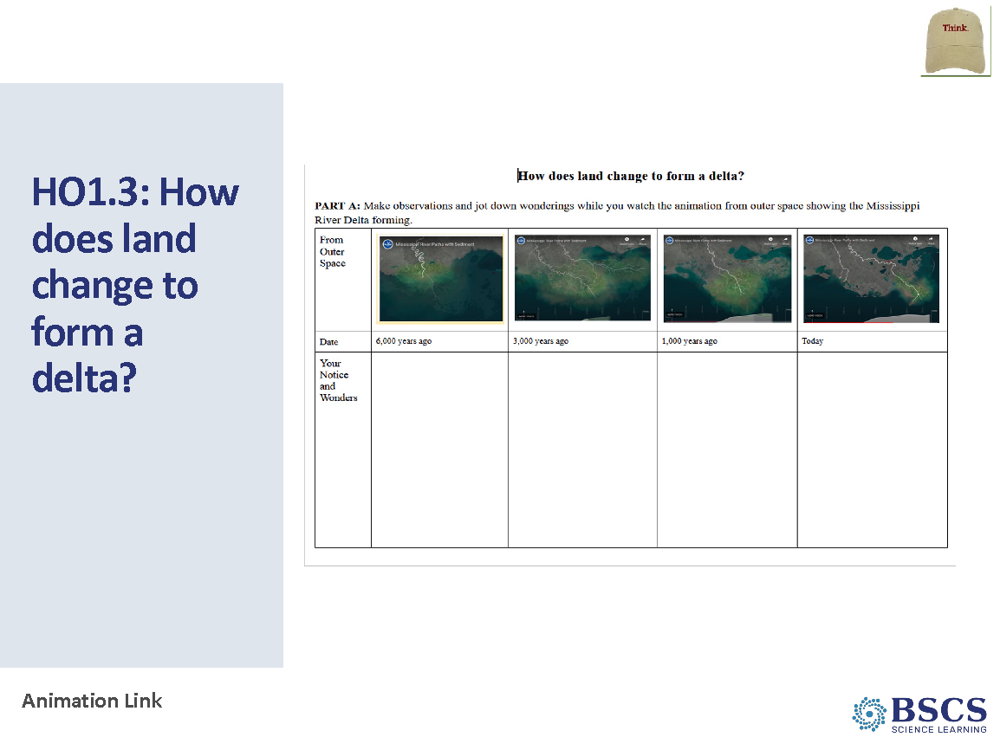 Think.
HO1.3: How
does land
change to
form a
delta?
How does land change to form a delta?
PART A: Make observations and jot down wonderings while you watch the animation from outer space showing the Mississippi
River Delta forming.
From
Outer
Space
Mississippi River Paths with Sediment
Mississippi River Paths with Sediment
Mississippi River Paths with Sediment
Mississippi River Paths with Sediment
Date
6,000 years ago
3,000 years ago
1,000 years ago
Today
Your
Notice
and
Wonders
Animation Link
BSCS
SCIENCE LEARNING